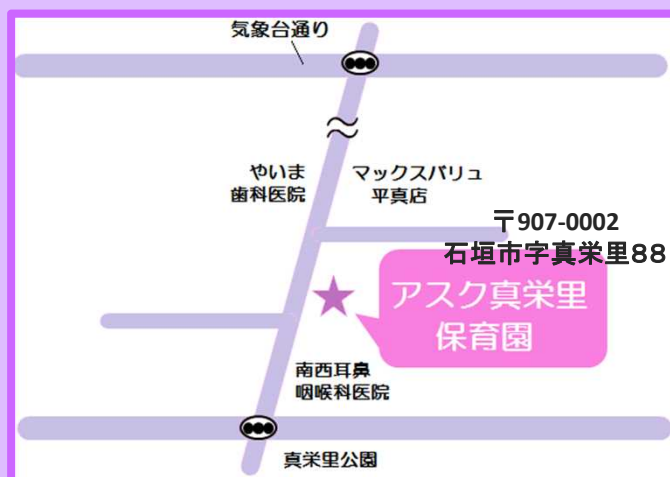 気象台通り
やいま
歯科医院
マックスバリュ
平真店
〒907-0002
石垣市字真栄里88
アスク真栄里
保育園
南西耳鼻
咽喉科医院
真栄里公園